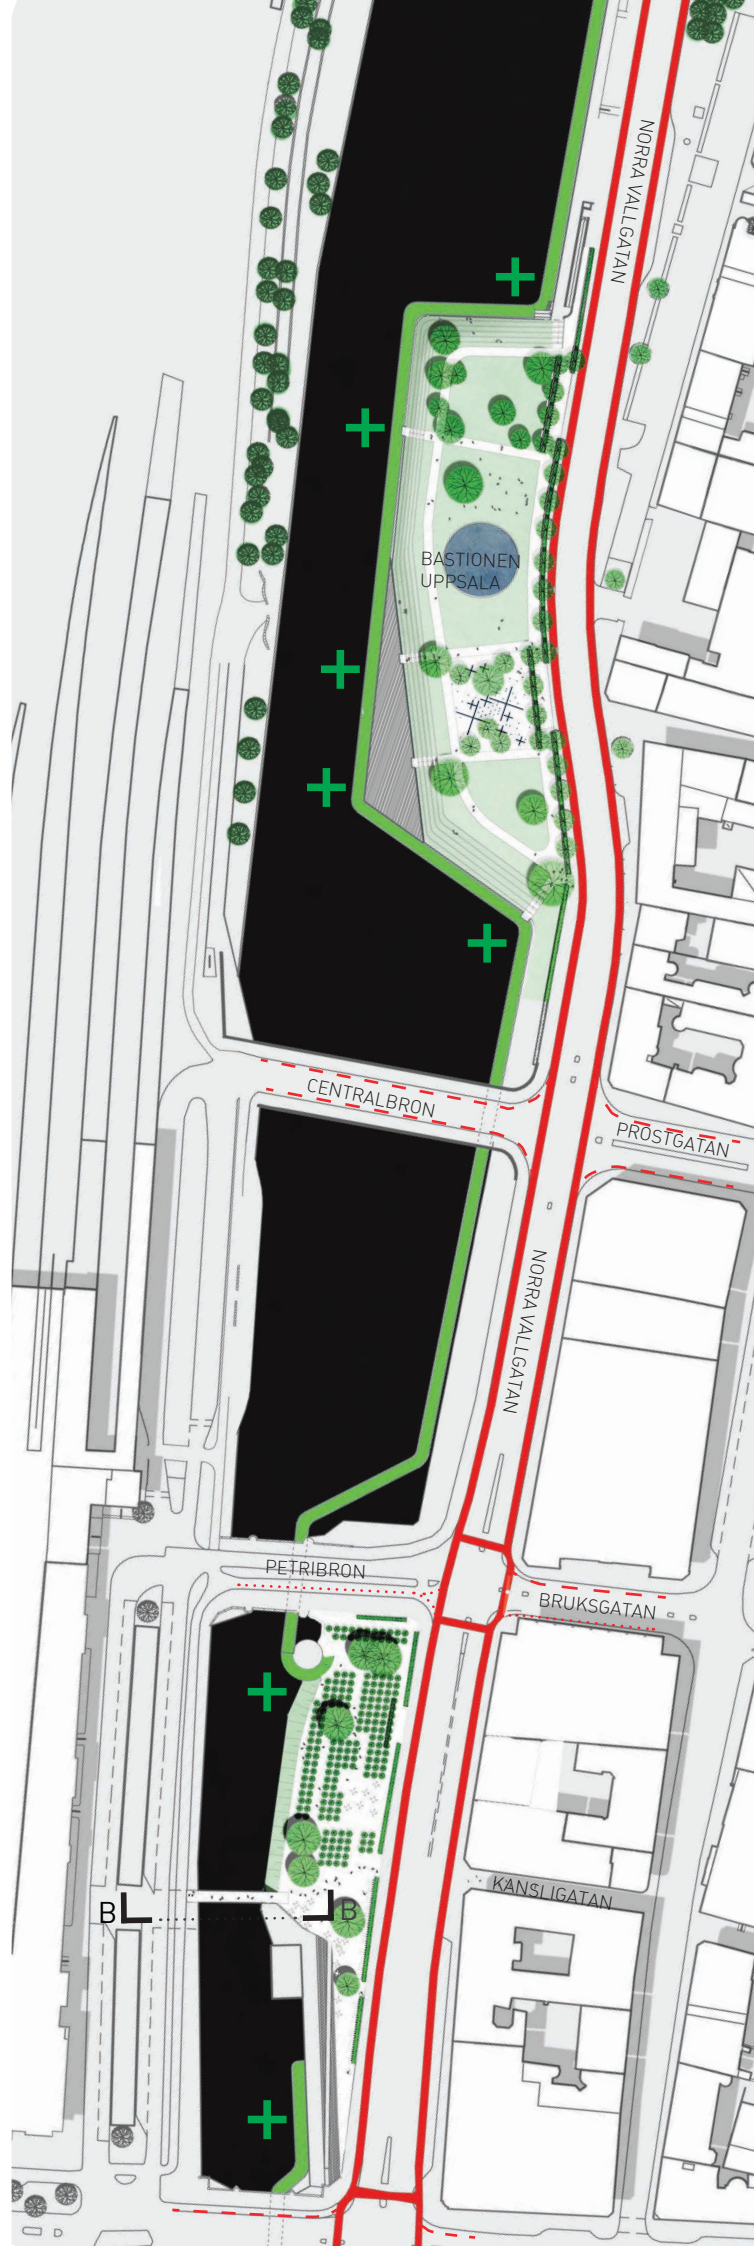 NORRA VALLGATAN
BASTIONEN
UPPSALA
CENTRALBRON
PROSTGATAN
NORRA VALLGATAN
PETRIBRON
BRUKSGATAN
KANSLIGATAN
B
B